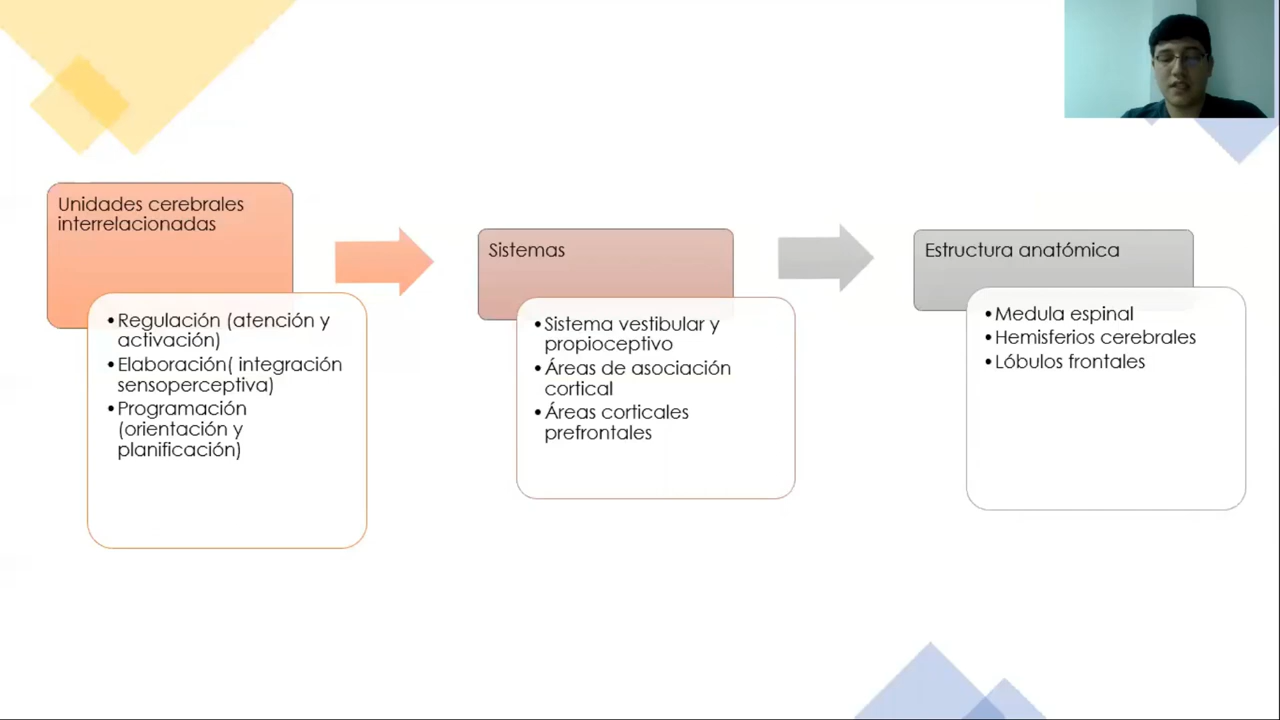 Unidades cerebrales
interrelacionadas
•Regulación (atención y
activación)
•Elaboración( integración
sensoperceptiva)
•Programación
(orientación y
planificación)
Sistemas
•Sistema vestibular y
propioceptivo
•Áreas de asociación
cortical
•Áreas corticales
prefrontales
Estructura anatómica
•Medula espinal
•Hemisferios cerebrales
•Lóbulos frontales